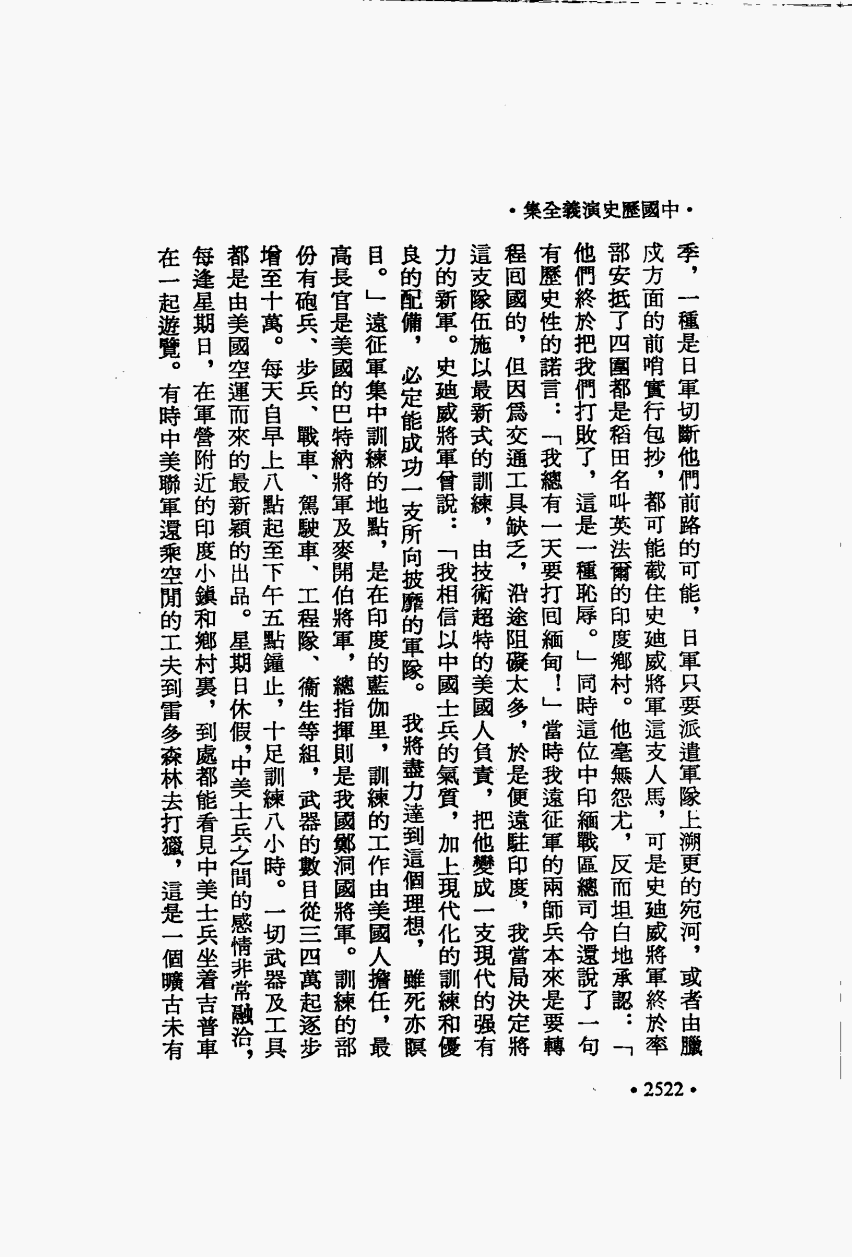 •中國歷史演義全集•
季，一種是日軍切斷他們前路的可能，日軍只要派遣軍隊上溯更的宛河，或者由臘
戍方面的前哨實行包抄，都可能截住史廸威將軍這支人馬，可是史廸威將軍終於率
部安抵了四圍都是稻田名叫英法爾的印度鄉村。他毫無怨尤，反而坦白地承認：「
他們終於把我們打敗了，這是一種恥辱。」同時這位中印緬戰區總司令還說了一句
有歷史性的諾言：「我總有一天要打回緬甸！」當時我遠征軍的兩師兵本來是要轉
程回國的，但因爲交通工具缺乏，沿途阻礙太多，於是便遠駐印度，我當局決定將
這支隊伍施以最新式的訓練，由技術超特的美國人負責，把他變成一支現代的强有
力的新軍。史廸威將軍曾說：「我相信以中國士兵的氣質，加上現代化的訓練和優
良的配備，必定能成功一支所向披靡的軍隊。我將盡力達到這個理想，雖死亦瞑
目。」遠征軍集中訓練的地點，是在印度的藍伽里，訓練的工作由美國人擔任，最
高長官是美國的巴特納將軍及麥開伯將軍，總指揮則是我國鄭洞國將軍。訓練的部
份有砲兵、步兵、戰車、駕駛車、工程隊、衞生等組，武器的數目從三四萬起逐步
增至十萬。每天自早上八點起至下午五點鐘止，十足訓練八小時。一切武器及工具
都是由美國空運而來的最新穎的出品。星期日休假，中美士兵之間的感情非常融洽，
每逢星期日，在軍營附近的印度小鎮和鄉村裏，到處都能看見中美士兵坐着吉普車
在一起遊覽。有時中美聯軍還乘空閒的工夫到雷多森林去打獵，這是一個曠古未有
•2522•